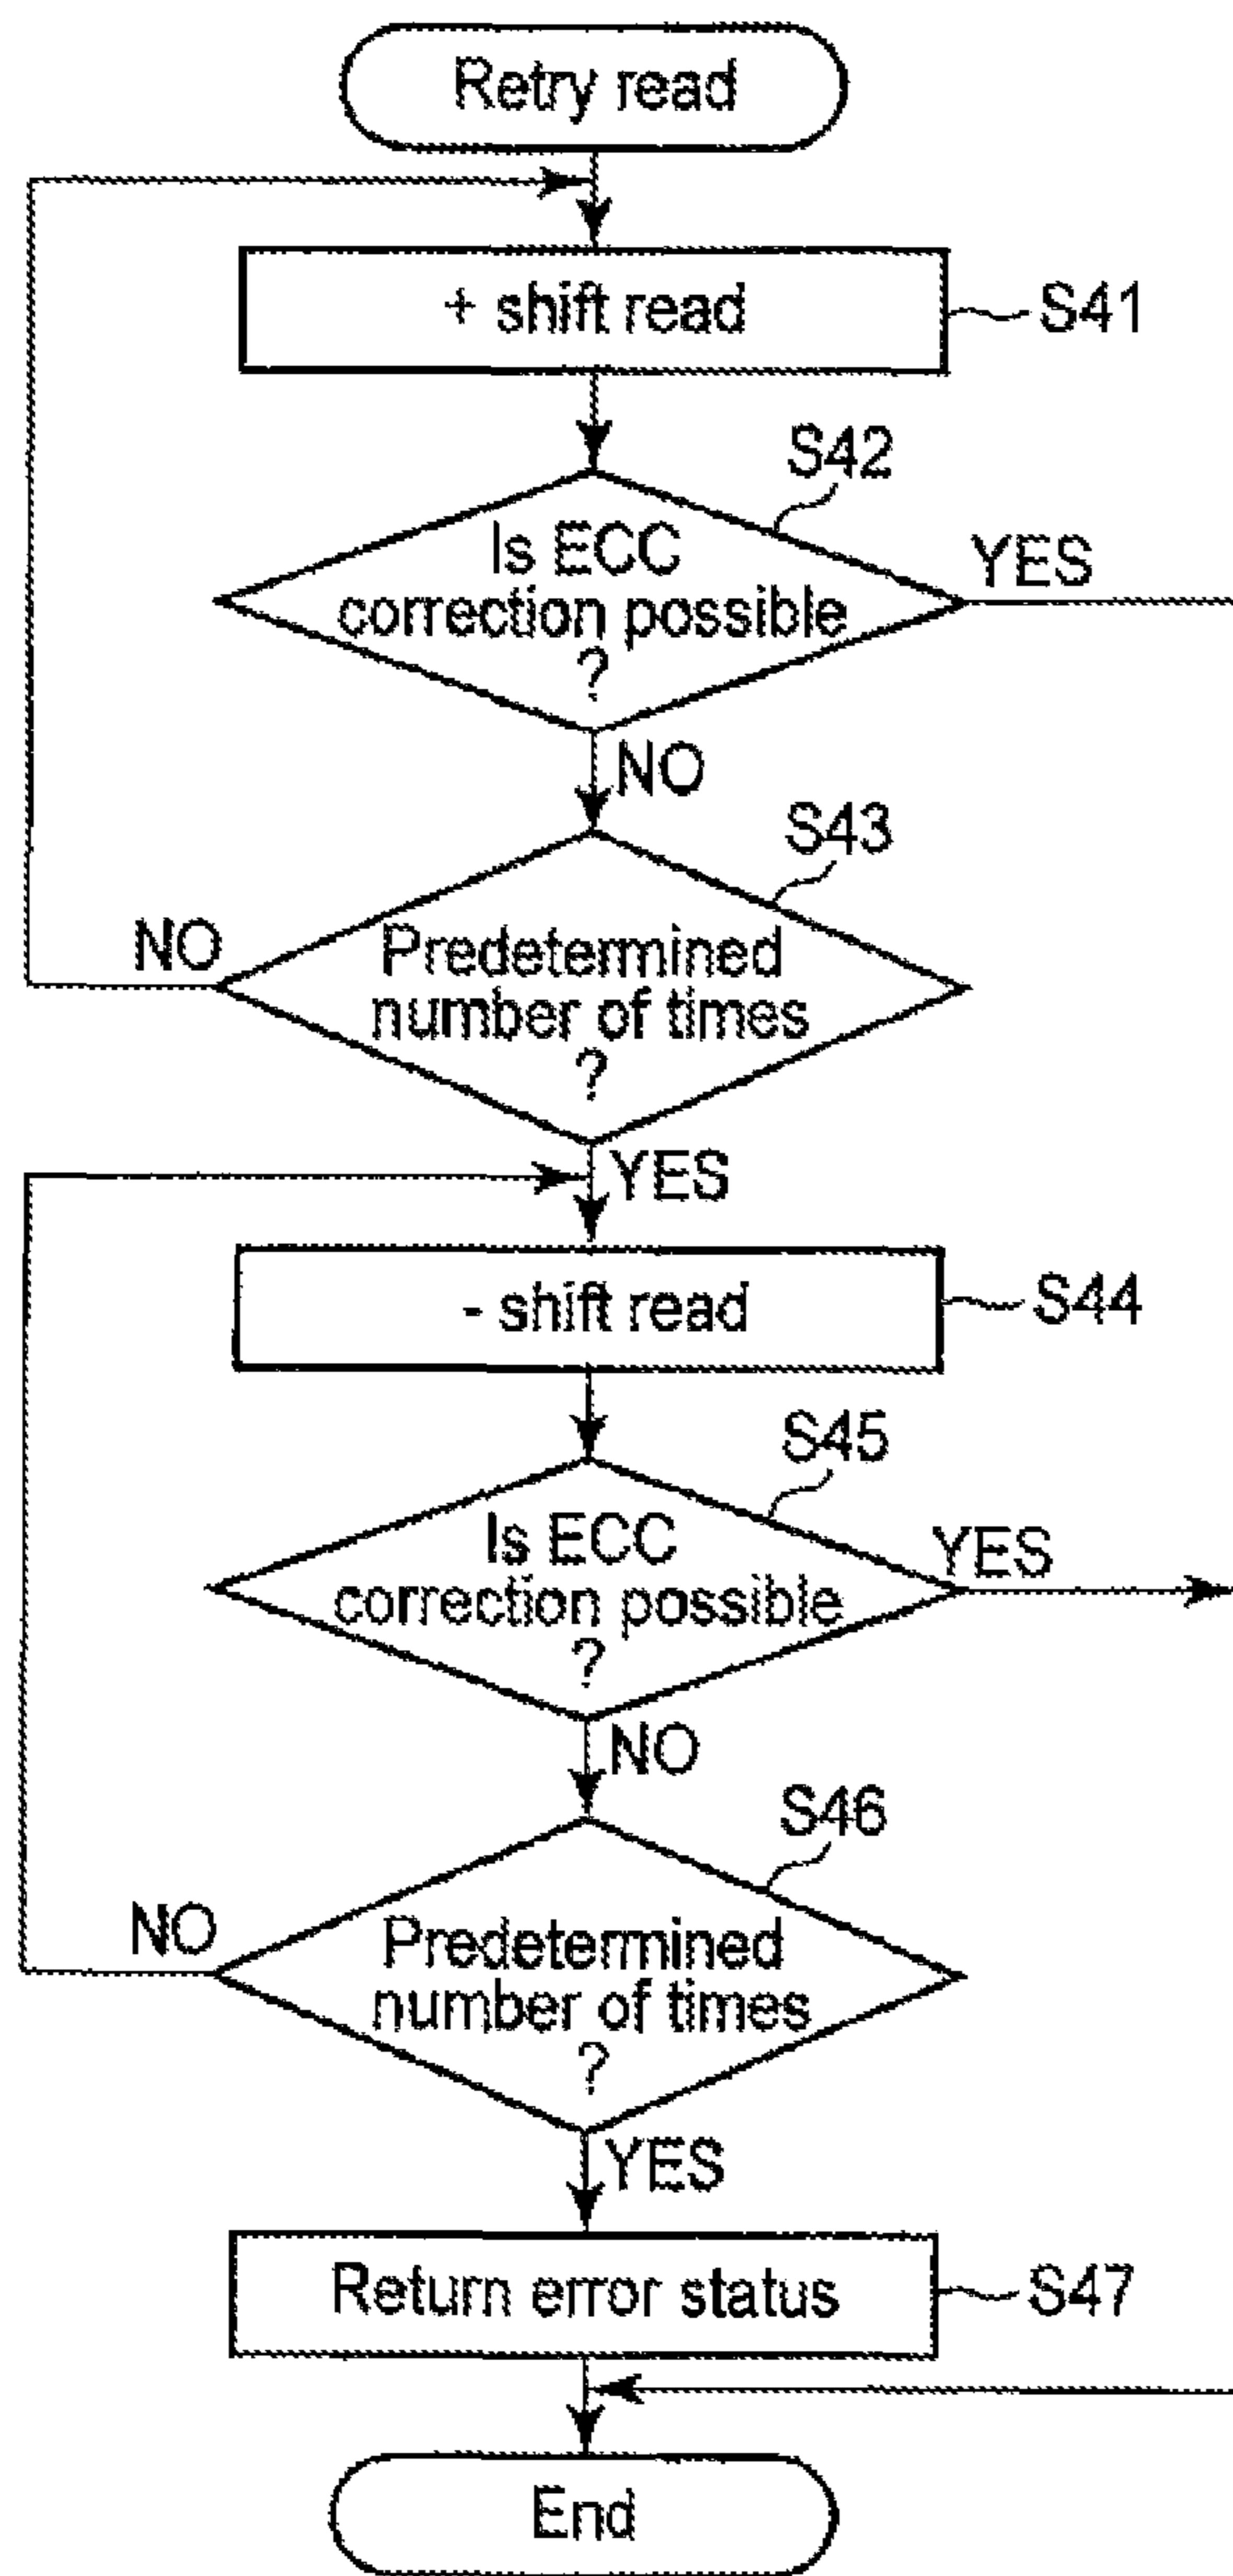 Retry read
+ shift read
S41
S42
Is ECC
correction possible
?
YES
NO
S43
Predetermined
number of times
?
NO
YES
- shift read
S44
S45
Is ECC
correction possible
?
YES
NO
S46
Predetermined
number of times
?
NO
YES
Return error status
S47
End